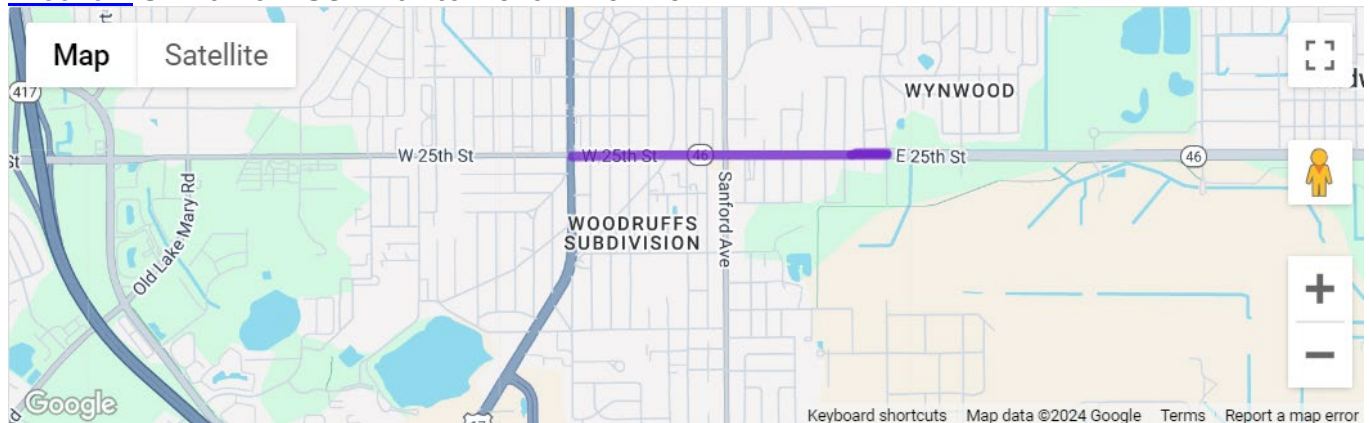 Map
Satellite
417
WYNWOOD
St
W 25th St
W 25th St
46
E 25th St
46
Old Lake Mary Rd
Sanford Ave
WOODRUFFS
SUBDIVISION
Google
Keyboard shortcuts
Map data ©2024 Google
Terms
Report a map error